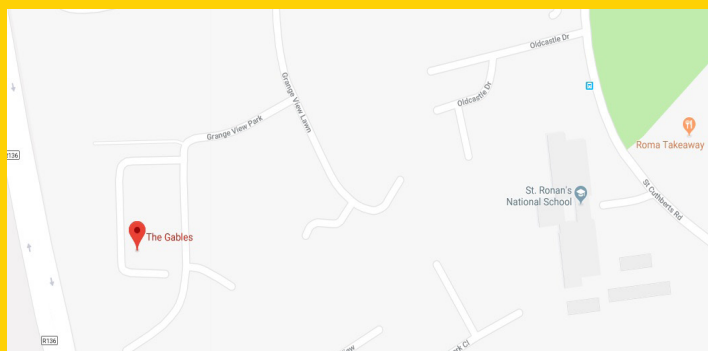 Oldcastle Dr
Grange View Lawn
Oldcastle Dr
Grange View Park
Roma Takeaway
R136
St. Ronan's
National School
St Cuthberts Rd
The Gables
R136